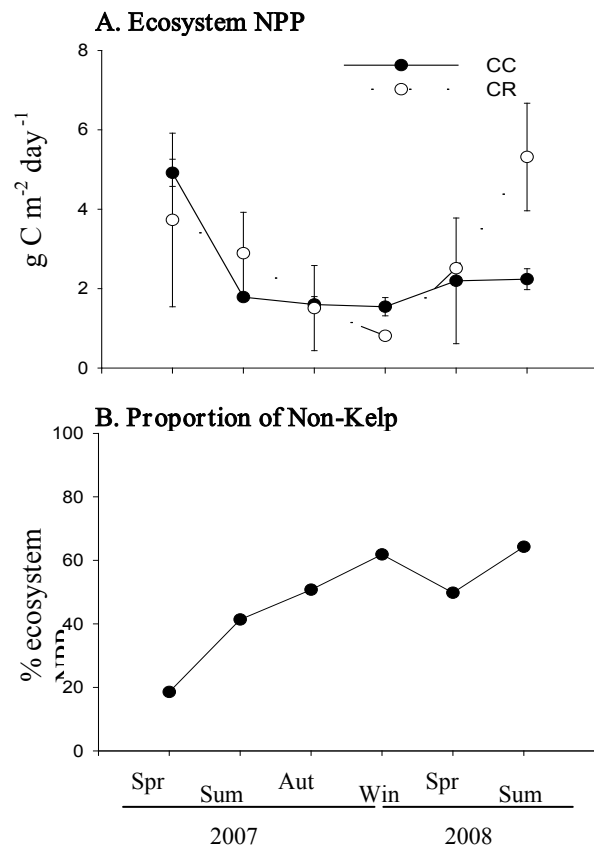 A. Ecosystem NPP
8
CC
CR
6
g C m-2 day-1
4
2
0
B. Proportion of Non-Kelp
100
80
60
% ecosystem
NPP
40
20
0
Spr Sum Aut Win Spr Sum
2007 2008